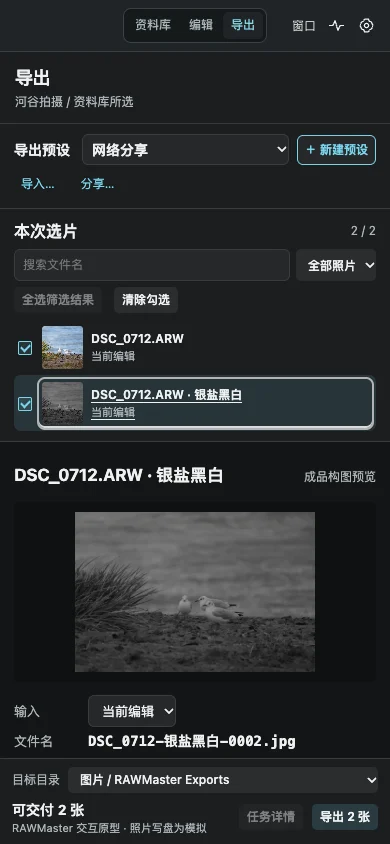 资料库 编辑 导出 窗口
导出
河谷拍摄 / 资料库所选
导出预设 网络分享 + 新建预设
导入... 分享...
本次选片 2 / 2
搜索文件名 全部照片
全选筛选结果 清除勾选
DSC_0712.ARW
当前编辑
DSC_0712.ARW · 银盐黑白
当前编辑
DSC_0712.ARW · 银盐黑白 成品构图预览
输入 当前编辑
文件名 DSC_0712-银盐黑白-0002.jpg
目标目录 图片 / RAWMaster Exports
可交付 2 张
RAWMaster 交互原型 · 照片写盘为模拟
任务详情 导出 2 张